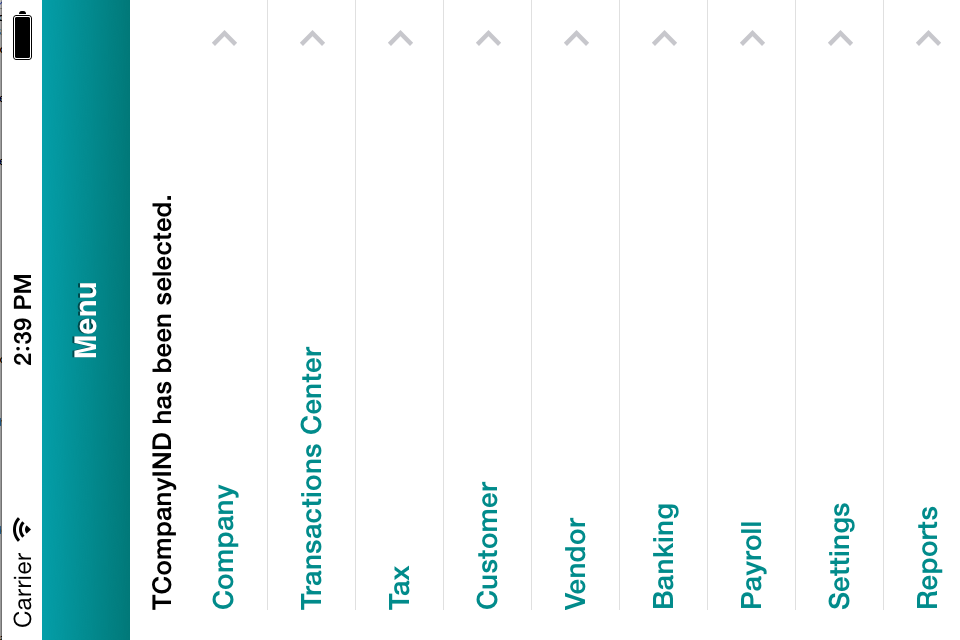 Carrier 2:39 PM
Menu
TCompanyIND has been selected.
Company
Transactions Center
Tax
Customer
Vendor
Banking
Payroll
Settings
Reports